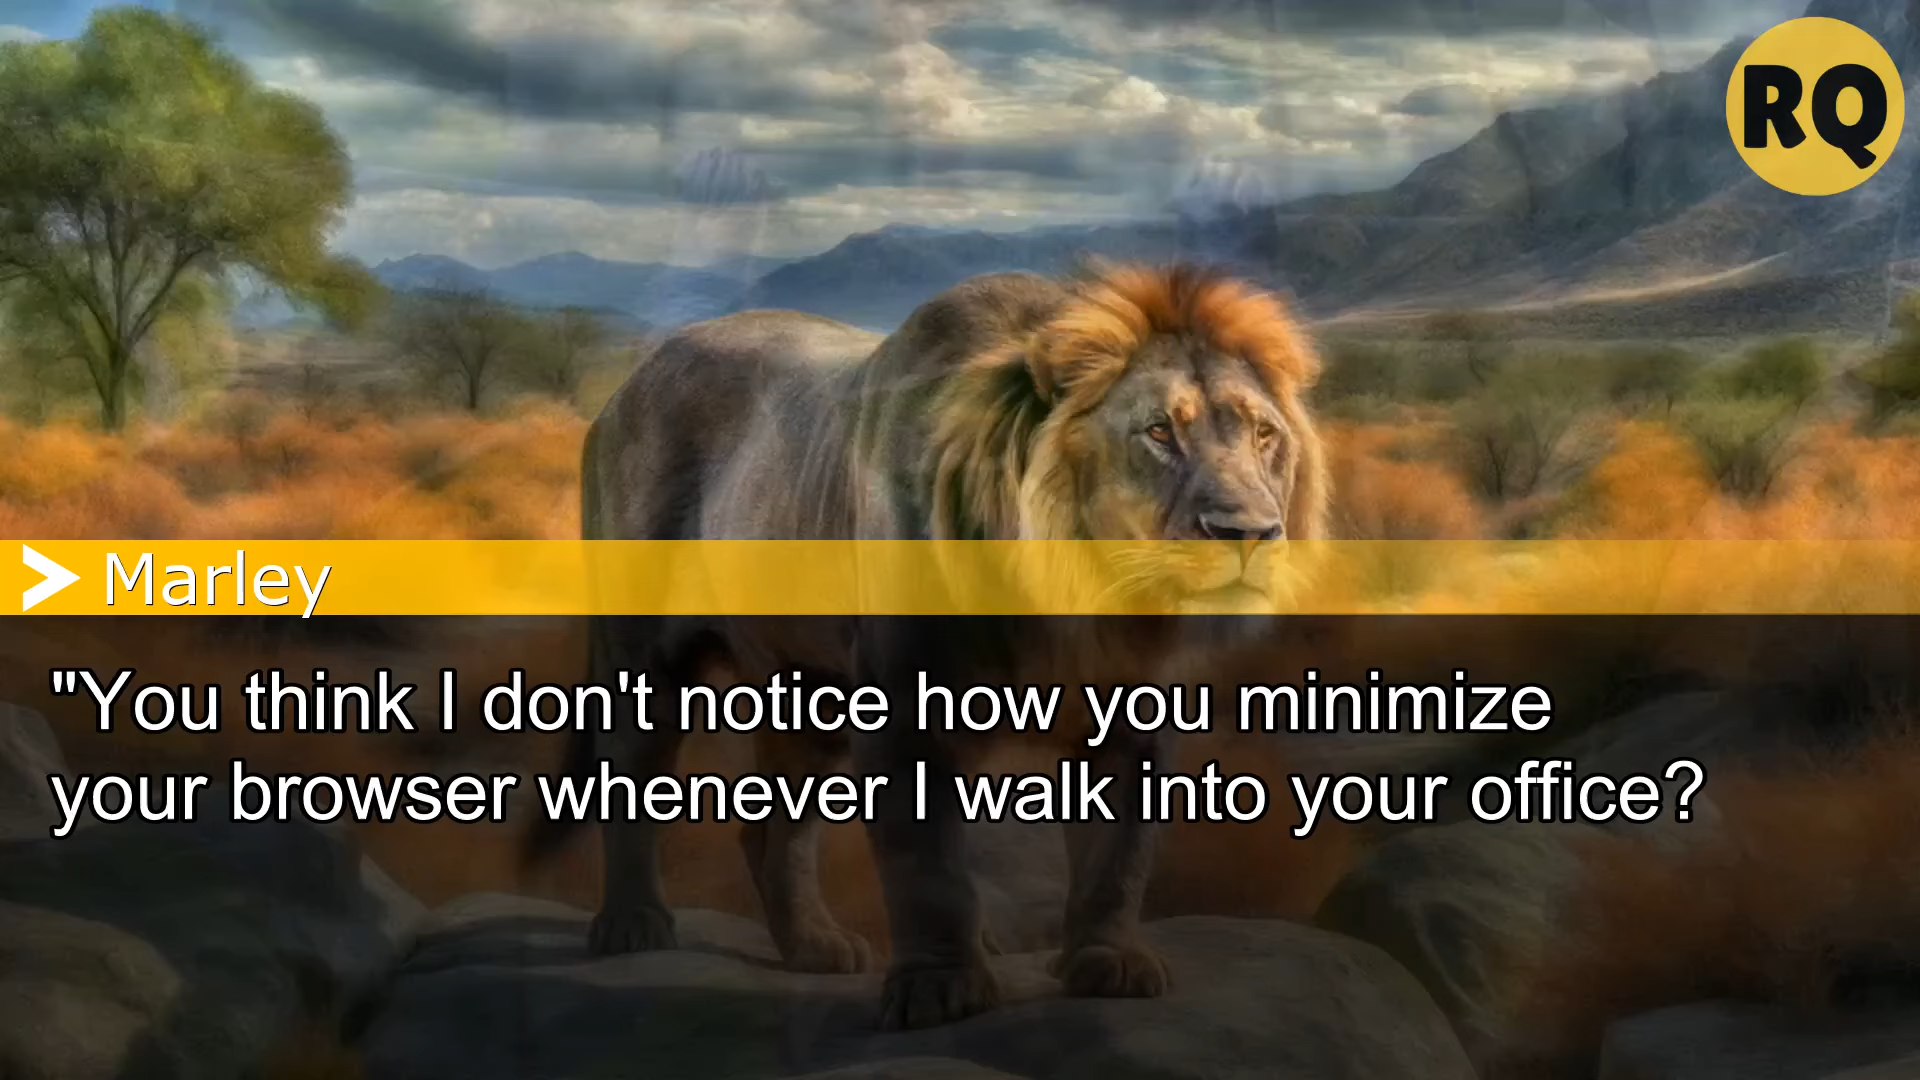 RQ
Marley
"You think I don't notice how you minimize
your browser whenever I walk into your office?